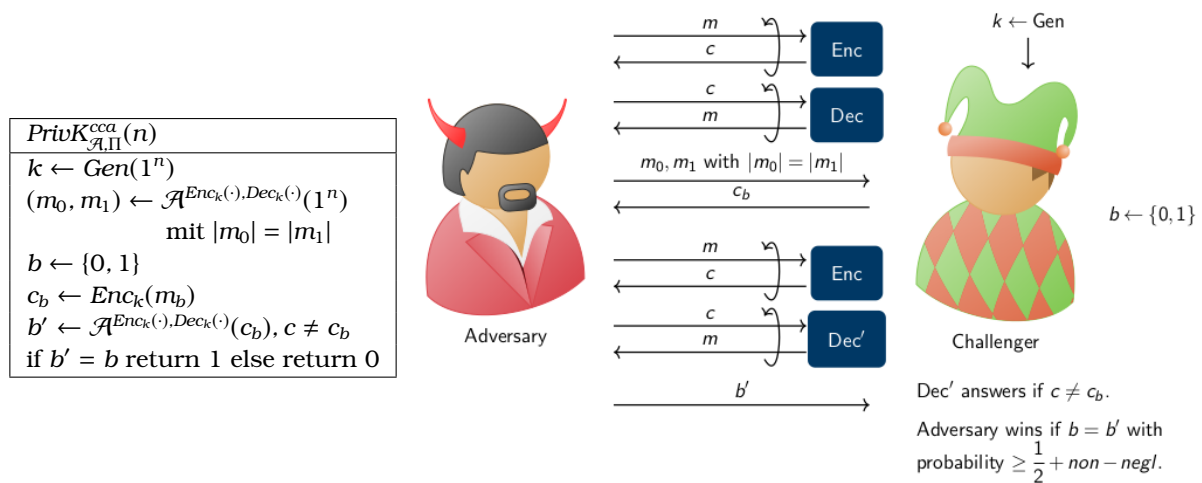 PrivK^{cca}_{𝒜,Π}(n)
k ← Gen(1^n)
(m_0, m_1) ← 𝒜^{Enc_k(·),Dec_k(·)}(1^n)
mit |m_0| = |m_1|
b ← {0, 1}
c_b ← Enc_k(m_b)
b′ ← 𝒜^{Enc_k(·),Dec_k(·)}(c_b), c ≠ c_b
if b′ = b return 1 else return 0
Adversary
m
c
Enc
c
m
Dec
m_0, m_1 with |m_0| = |m_1|
c_b
m
c
Enc
c
m
Dec′
b′
k ← Gen
b ← {0, 1}
Challenger
Dec′ answers if c ≠ c_b.
Adversary wins if b = b′ with
probability ≥ 1/2 + non − negl.